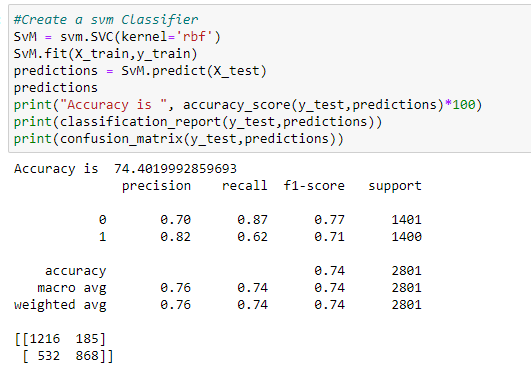 #Create a svm Classifier
SvM = svm.SVC(kernel='rbf')
SvM.fit(X_train,y_train)
predictions = SvM.predict(X_test)
predictions
print("Accuracy is ", accuracy_score(y_test,predictions)*100)
print(classification_report(y_test,predictions))
print(confusion_matrix(y_test,predictions))
Accuracy is  74.4019992859693
precision    recall  f1-score   support
0       0.70      0.87      0.77      1401
1       0.82      0.62      0.71      1400
accuracy                           0.74      2801
macro avg       0.76      0.74      0.74      2801
weighted avg       0.76      0.74      0.74      2801
[[1216  185]
[ 532  868]]